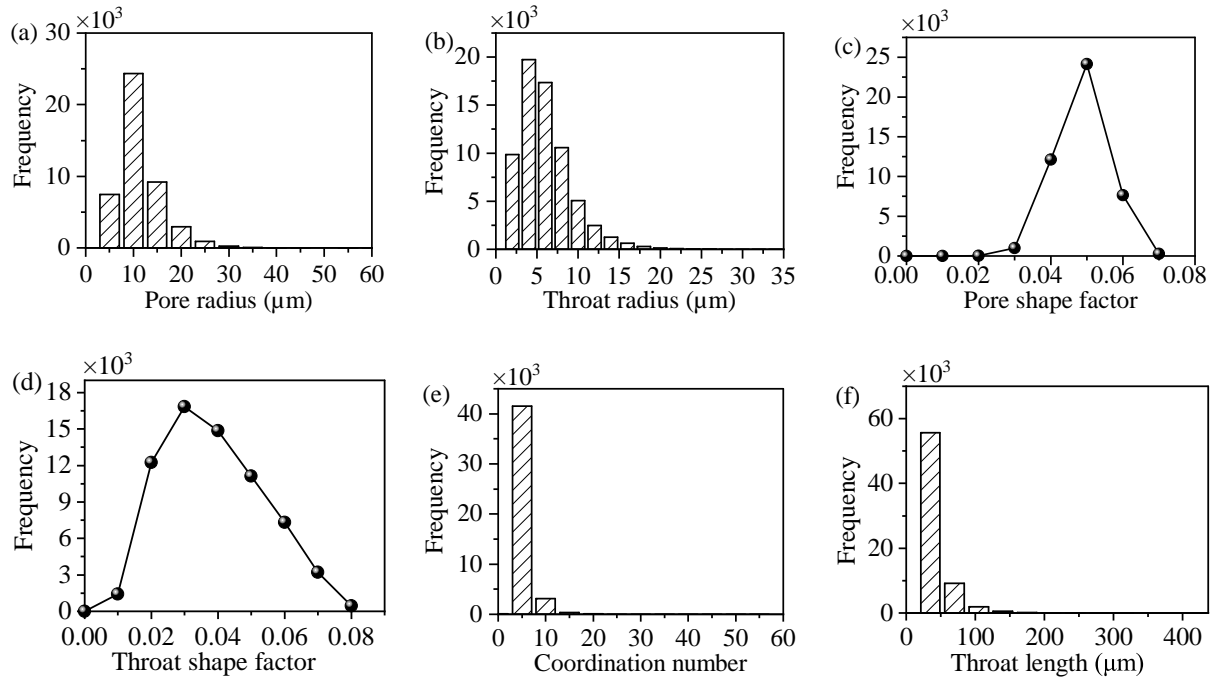 (a)
×10³
30
20
10
0
Frequency
0 10 20 30 40 50 60
Pore radius (μm)
(b)
×10³
20
15
10
5
0
Frequency
0 5 10 15 20 25 30 35
Throat radius (μm)
(c)
×10³
25
20
15
10
5
0
Frequency
0.00 0.02 0.04 0.06 0.08
Pore shape factor
(d)
×10³
18
15
12
9
6
3
0
Frequency
0.00 0.02 0.04 0.06 0.08
Throat shape factor
(e)
×10³
40
30
20
10
0
Frequency
0 10 20 30 40 50 60
Coordination number
(f)
×10³
60
40
20
0
Frequency
0 100 200 300 400
Throat length (μm)